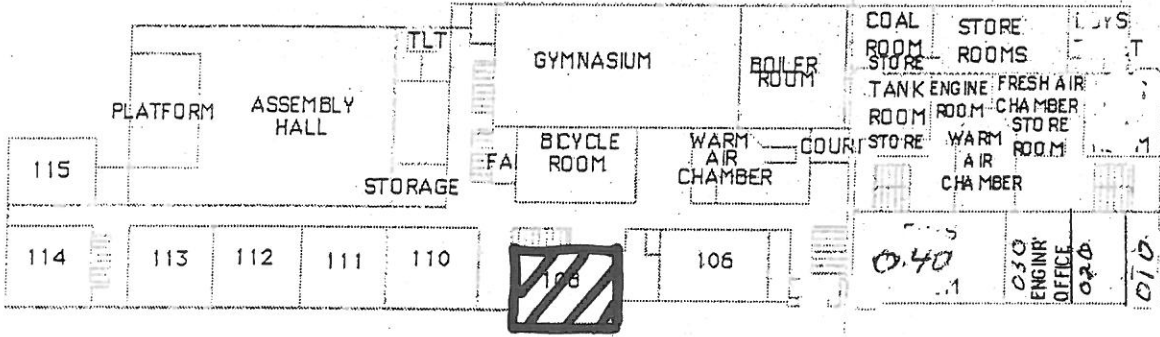 COAL
ROOM
STORE
STORE
ROOMS
TLT
GYMNASIUM
BOILER
ROOM
PLATFORM
ASSEMBLY
HALL
TANK
ROOM
STORE
ENGINE
ROOM
FRESH AIR
CHAMBER
STORE
ROOM
WARM
AIR
CHAMBER
BICYCLE
ROOM
WARM
AIR
CHAMBER
COURT
FA
115
STORAGE
114
113
112
111
110
108
106
0.40
030
ENGINR
OFFICE
020
010